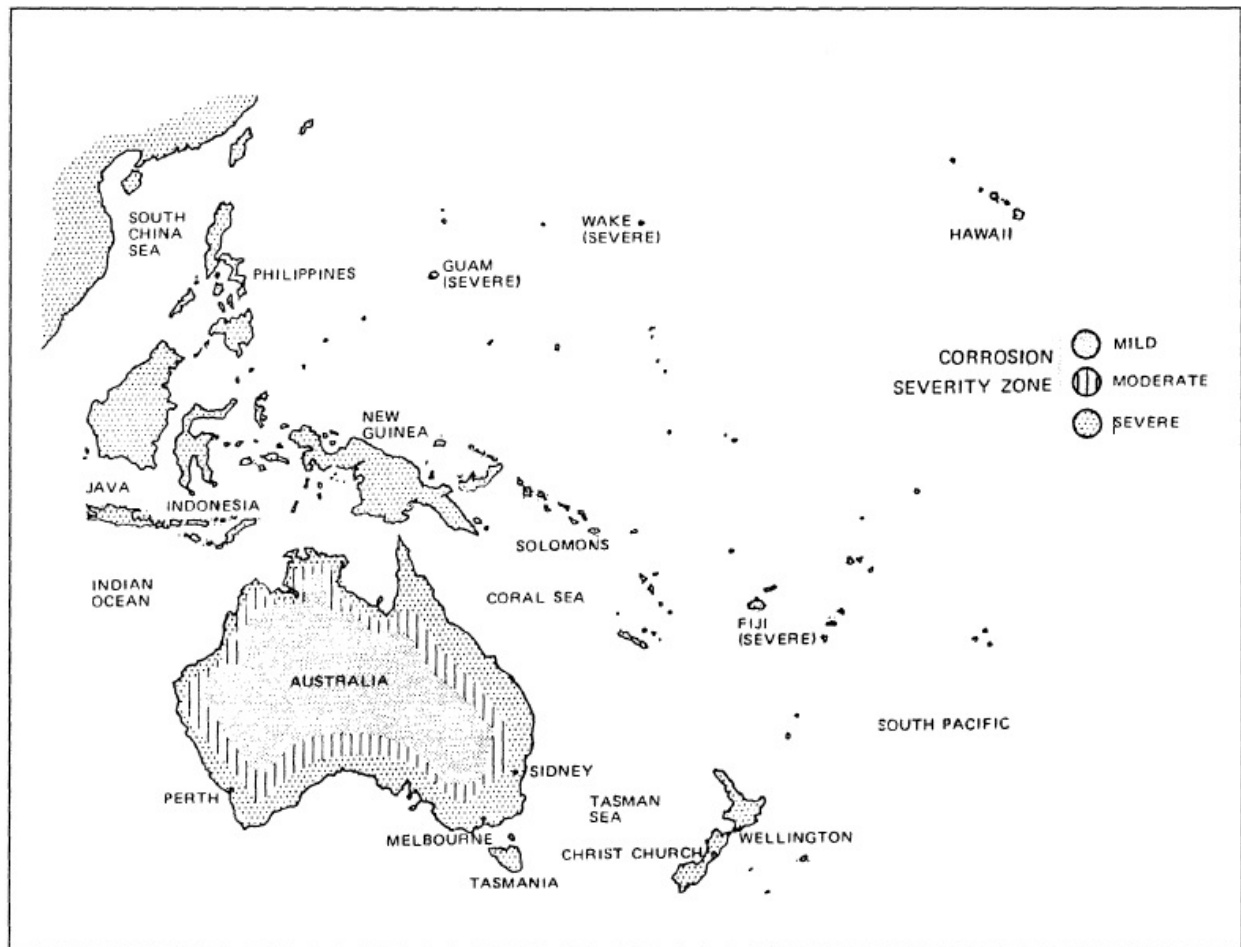 SOUTH
CHINA
SEA
PHILIPPINES
GUAM
(SEVERE)
WAKE
(SEVERE)
HAWAII
CORROSION
SEVERITY ZONE
MILD
MODERATE
SEVERE
NEW
GUINEA
JAVA
INDONESIA
SOLOMONS
INDIAN
OCEAN
CORAL SEA
FIJI
(SEVERE)
AUSTRALIA
SOUTH PACIFIC
SIDNEY
PERTH
TASMAN
SEA
MELBOURNE
WELLINGTON
CHRIST CHURCH
TASMANIA